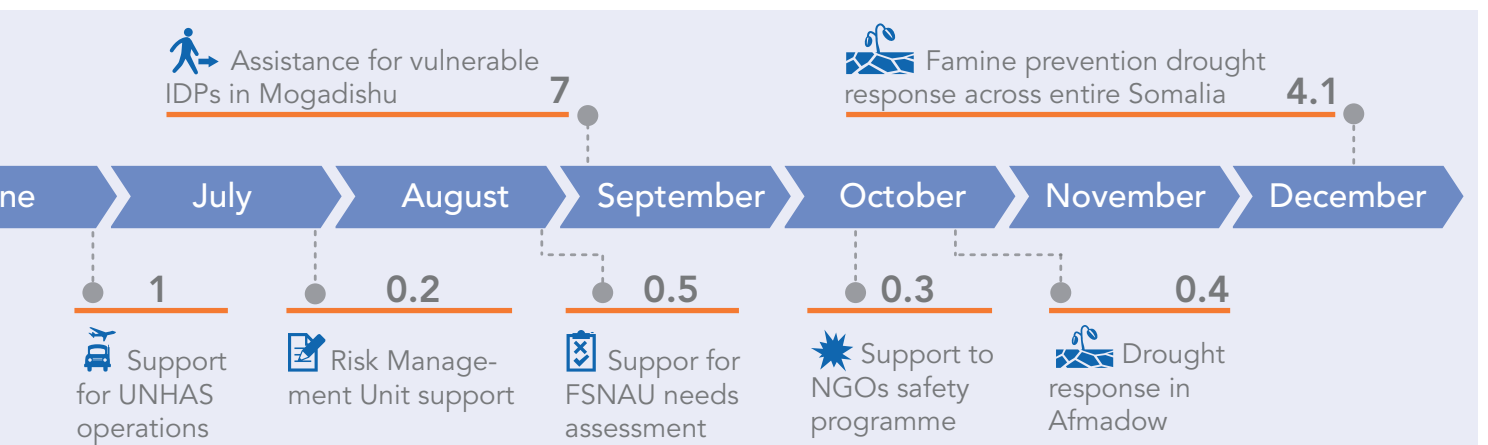 Assistance for vulnerable
IDPs in Mogadishu 7
Famine prevention drought
response across entire Somalia 4.1
ne July August September October November December
1
Support
for UNHAS
operations
0.2
Risk Manage-
ment Unit support
0.5
Suppor for
FSNAU needs
assessment
0.3
Support to
NGOs safety
programme
0.4
Drought
response in
Afmadow